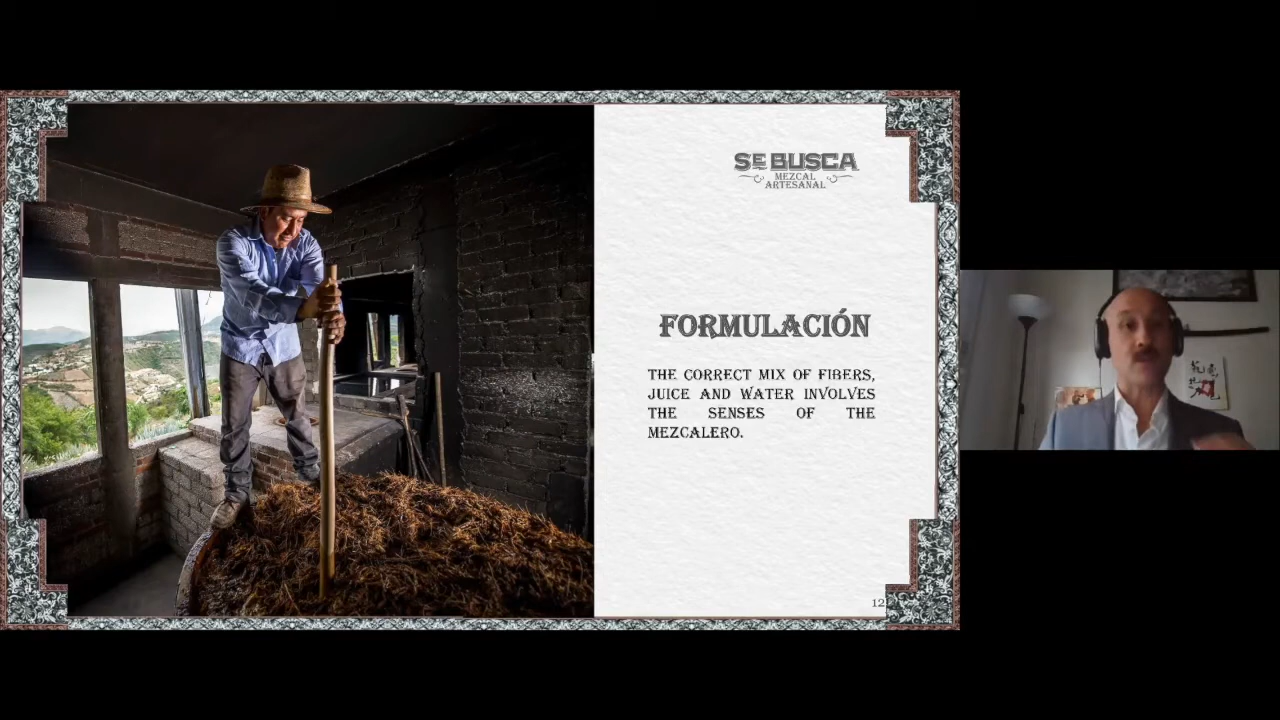 SE BUSCA
MEZCAL
ARTESANAL
FORMULACIÓN
THE CORRECT MIX OF FIBERS,
JUICE AND WATER INVOLVES
THE SENSES OF THE
MEZCALERO.
12